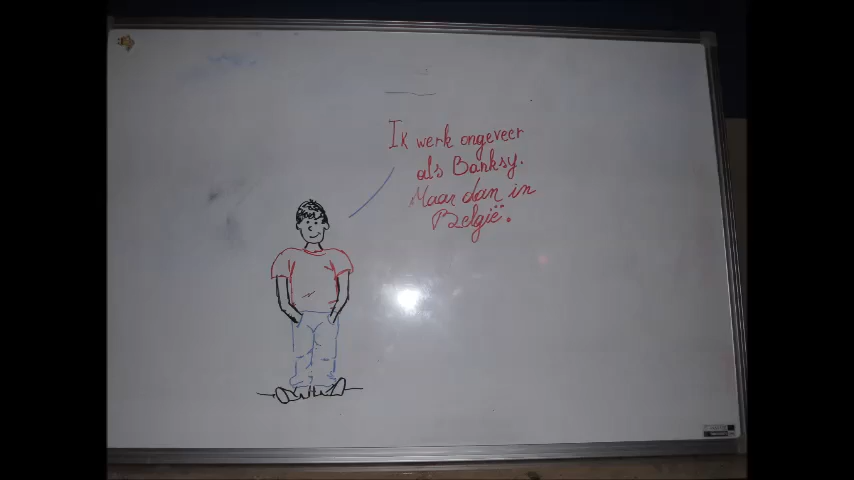 Ik werk ongeveer
als Banksy.
Maar dan in
België.